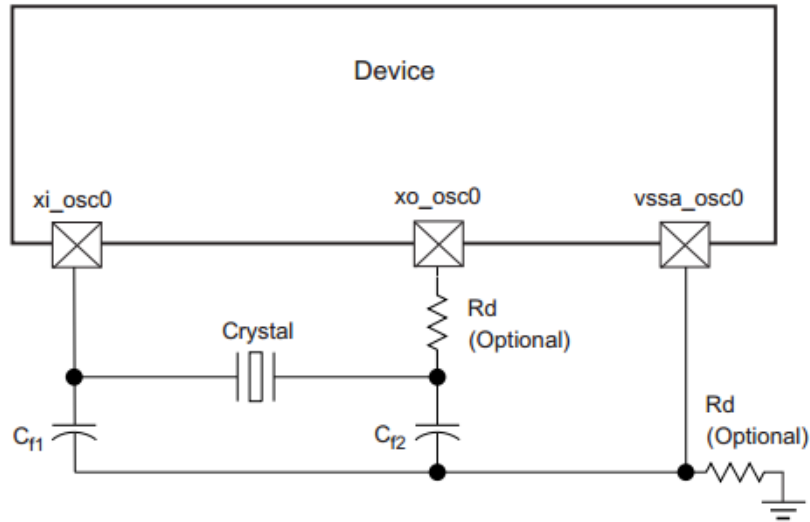 Device
xi_osc0
xo_osc0
vssa_osc0
Rd
(Optional)
Crystal
Rd
(Optional)
Cf1
Cf2